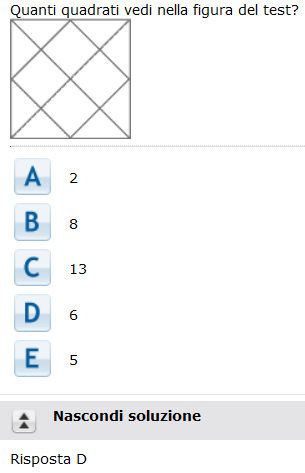 Quanti quadrati vedi nella figura del test?
A 2
B 8
C 13
D 6
E 5
Nascondi soluzione
Risposta D